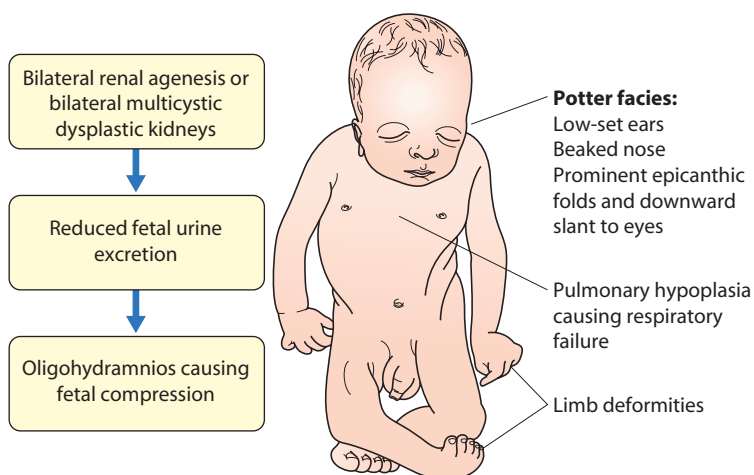 Bilateral renal agenesis or
bilateral multicystic
dysplastic kidneys
Reduced fetal urine
excretion
Oligohydramnios causing
fetal compression
Potter facies:
Low-set ears
Beaked nose
Prominent epicanthic
folds and downward
slant to eyes
Pulmonary hypoplasia
causing respiratory
failure
Limb deformities